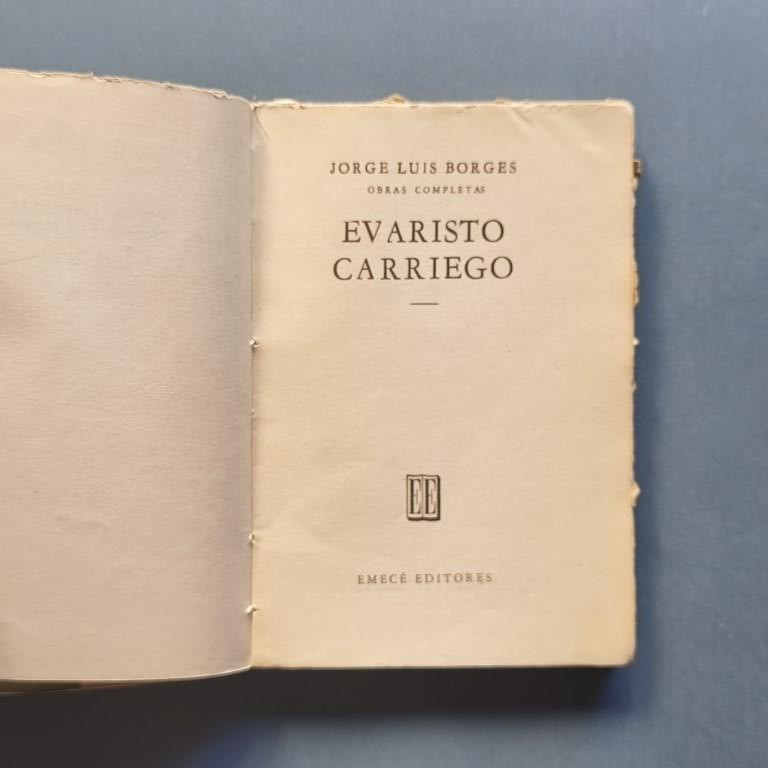 JORGE LUIS BORGES
OBRAS COMPLETAS
EVARISTO
CARRIEGO
EE
EMECÉ EDITORES